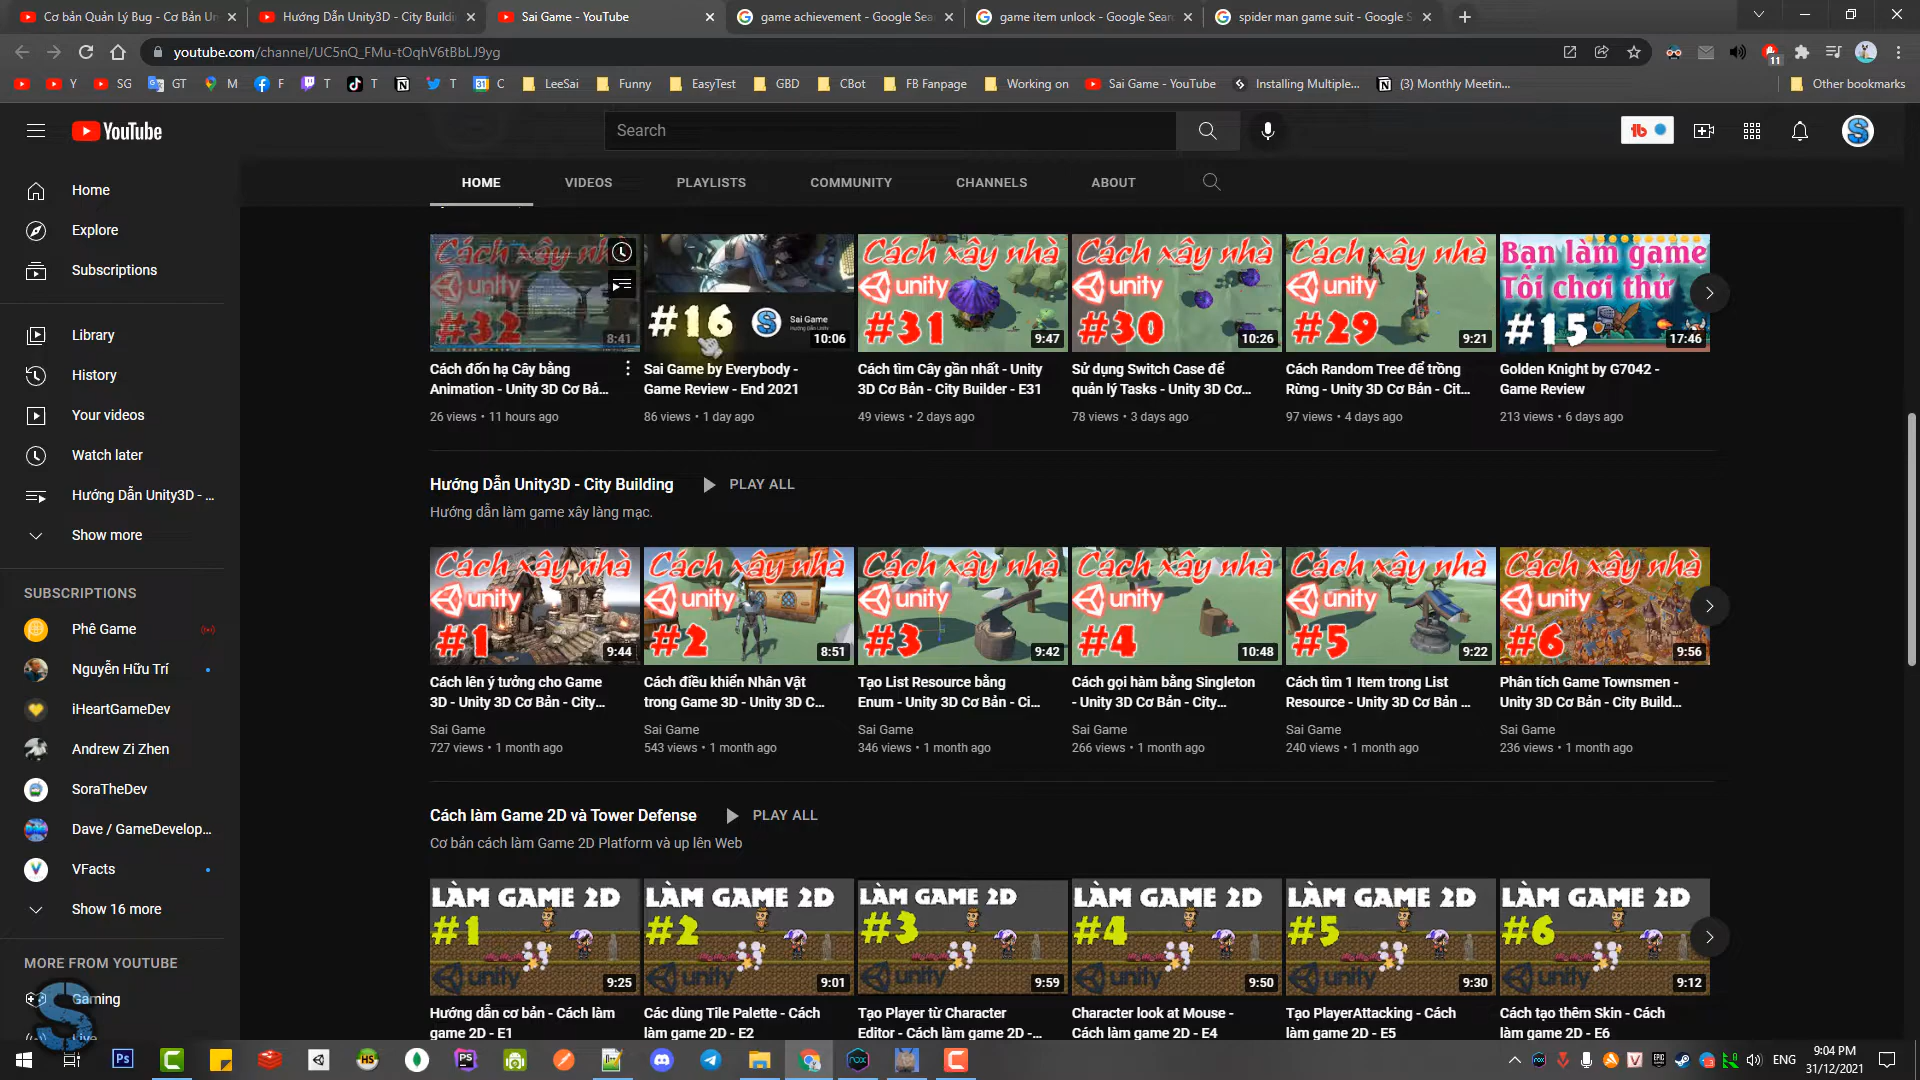 Cơ bản Quản Lý Bug - Cơ Bản Un
Hướng Dẫn Unity3D - City Buildi
Sai Game - YouTube
game achievement - Google Sea
game item unlock - Google Sear
spider man game suit - Google S
youtube.com/channel/UC5nQ_FMu-tOqhV6tBbLJ9yg
11
Y
SG
GT
M
F
T
T
T
C
LeeSai
Funny
EasyTest
GBD
CBot
FB Fanpage
Working on
Sai Game - YouTube
Installing Multiple...
(3) Monthly Meetin...
Other bookmarks
YouTube
Search
HOME
VIDEOS
PLAYLISTS
COMMUNITY
CHANNELS
ABOUT
Home
Explore
Subscriptions
Library
History
Your videos
Watch later
Hướng Dẫn Unity3D - ...
Show more
SUBSCRIPTIONS
Phê Game
Nguyễn Hữu Trí
iHeartGameDev
Andrew Zi Zhen
SoraTheDev
Dave / GameDevelop...
VFacts
Show 16 more
MORE FROM YOUTUBE
Gaming
Live
Cách xây nhà
unity
#32
8:41
#16
Sai Game
Hướng Dẫn Unity
10:06
Cách xây nhà
unity
#31
9:47
Cách xây nhà
unity
#30
10:26
Cách xây nhà
unity
#29
9:21
Bạn làm game
Tôi chơi thử
#15
17:46
Cách đốn hạ Cây bằng
Animation - Unity 3D Cơ Bả...
26 views • 11 hours ago
Sai Game by Everybody -
Game Review - End 2021
86 views • 1 day ago
Cách tìm Cây gần nhất - Unity
3D Cơ Bản - City Builder - E31
49 views • 2 days ago
Sử dụng Switch Case để
quản lý Tasks - Unity 3D Cơ...
78 views • 3 days ago
Cách Random Tree để trồng
Rừng - Unity 3D Cơ Bản - Cit...
97 views • 4 days ago
Golden Knight by G7042 -
Game Review
213 views • 6 days ago
Hướng Dẫn Unity3D - City Building
PLAY ALL
Hướng dẫn làm game xây làng mạc.
Cách xây nhà
unity
#1
9:44
Cách xây nhà
unity
#2
8:51
Cách xây nhà
unity
#3
9:42
Cách xây nhà
unity
#4
10:48
Cách xây nhà
unity
#5
9:22
Cách xây nhà
unity
#6
9:56
Cách lên ý tưởng cho Game
3D - Unity 3D Cơ Bản - City...
Sai Game
727 views • 1 month ago
Cách điều khiển Nhân Vật
trong Game 3D - Unity 3D C...
Sai Game
543 views • 1 month ago
Tạo List Resource bằng
Enum - Unity 3D Cơ Bản - Ci...
Sai Game
346 views • 1 month ago
Cách gọi hàm bằng Singleton
- Unity 3D Cơ Bản - City...
Sai Game
266 views • 1 month ago
Cách tìm 1 Item trong List
Resource - Unity 3D Cơ Bản ...
Sai Game
240 views • 1 month ago
Phân tích Game Townsmen -
Unity 3D Cơ Bản - City Build...
Sai Game
236 views • 1 month ago
Cách làm Game 2D và Tower Defense
PLAY ALL
Cơ bản cách làm Game 2D Platform và up lên Web
LÀM GAME 2D
#1
unity
9:25
LÀM GAME 2D
#2
unity
9:01
LÀM GAME 2D
#3
unity
9:59
LÀM GAME 2D
#4
unity
9:50
LÀM GAME 2D
#5
unity
9:30
LÀM GAME 2D
#6
unity
9:12
Hướng dẫn cơ bản - Cách làm
game 2D - E1
Các dùng Tile Palette - Cách
làm game 2D - E2
Tạo Player từ Character
Editor - Cách làm game 2D -...
Character look at Mouse -
Cách làm game 2D - E4
Tạo PlayerAttacking - Cách
làm game 2D - E5
Cách tạo thêm Skin - Cách
làm game 2D - E6
ENG
9:04 PM
31/12/2021